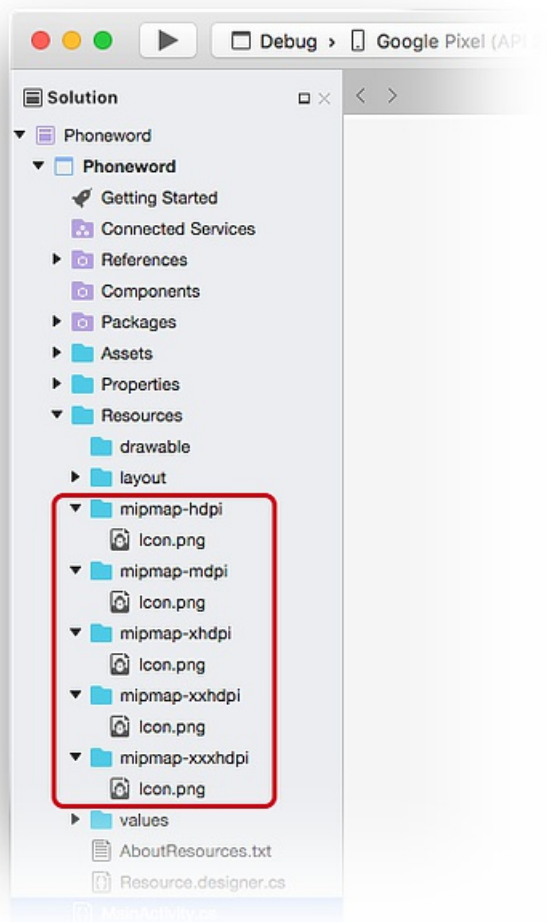 Debug > Google Pixel (API
Solution
Phoneword
Phoneword
Getting Started
Connected Services
References
Components
Packages
Assets
Properties
Resources
drawable
layout
mipmap-hdpi
Icon.png
mipmap-mdpi
Icon.png
mipmap-xhdpi
Icon.png
mipmap-xxhdpi
Icon.png
mipmap-xxxhdpi
Icon.png
values
AboutResources.txt
Resource.designer.cs
MainActivity.cs